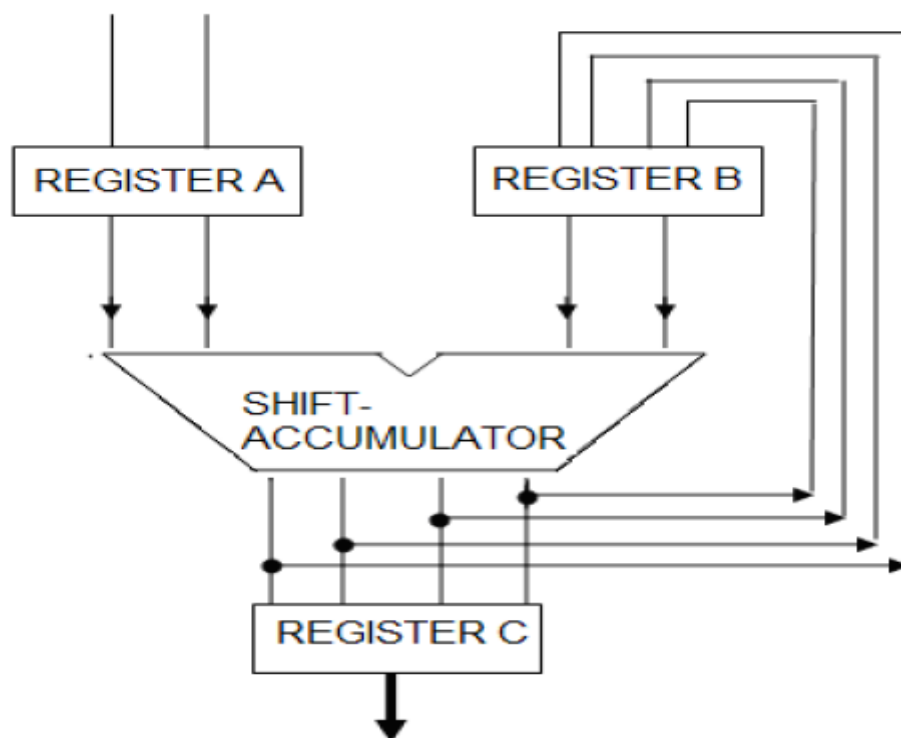 REGISTER A
REGISTER B
SHIFT-
ACCUMULATOR
REGISTER C